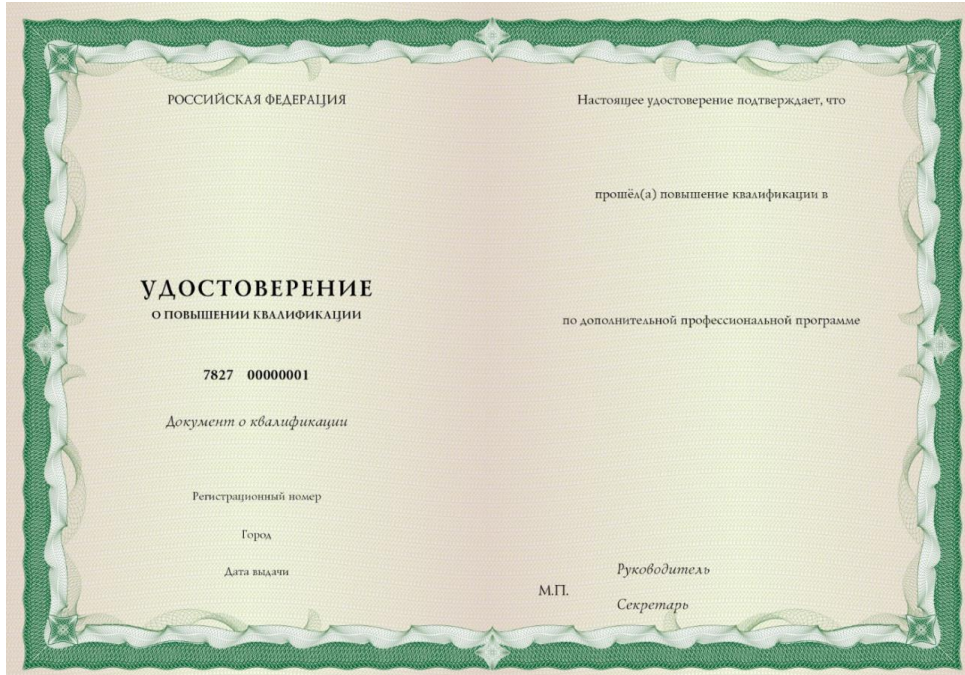 РОССИЙСКАЯ ФЕДЕРАЦИЯ
УДОСТОВЕРЕНИЕ
О ПОВЫШЕНИИ КВАЛИФИКАЦИИ
7827 00000001
Документ о квалификации
Регистрационный номер
Город
Дата выдачи
Настоящее удостоверение подтверждает, что
прошёл(а) повышение квалификации в
по дополнительной профессиональной программе
Руководитель
М.П.
Секретарь